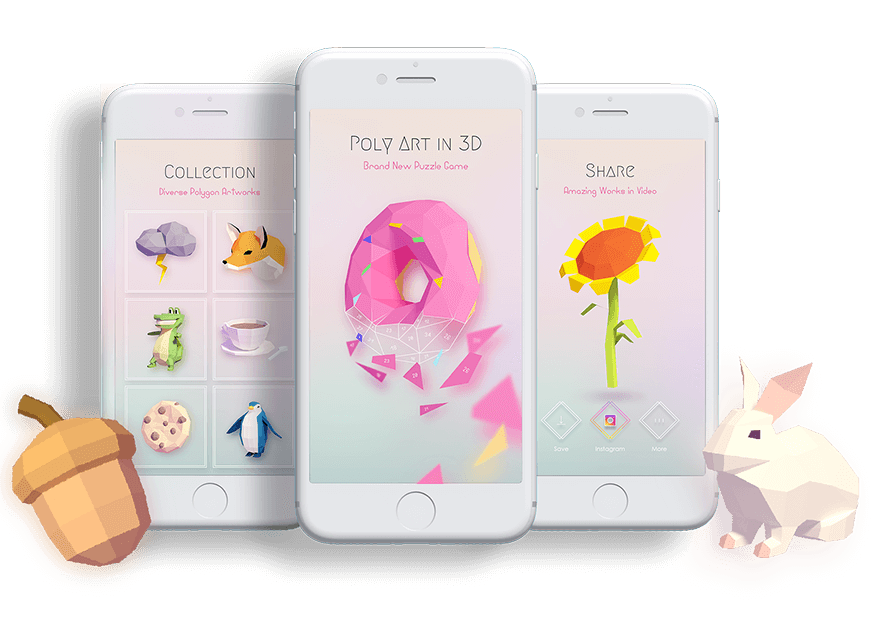 Collection
Diverse Polygon Artworks
Poly Art in 3D
Brand New Puzzle Game
Share
Amazing Works in Video
Save
Instagram
More